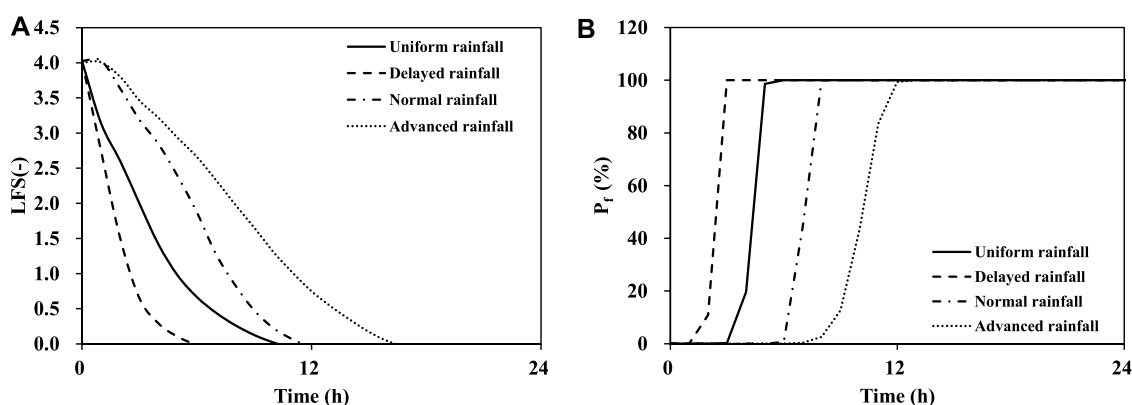 A
LFS(-)
4.5
4.0
3.5
3.0
2.5
2.0
1.5
1.0
0.5
0.0
0
12
24
Time (h)
Uniform rainfall
Delayed rainfall
Normal rainfall
Advanced rainfall
B
P_f (%)
120
100
80
60
40
20
0
0
12
24
Time (h)
Uniform rainfall
Delayed rainfall
Normal rainfall
Advanced rainfall